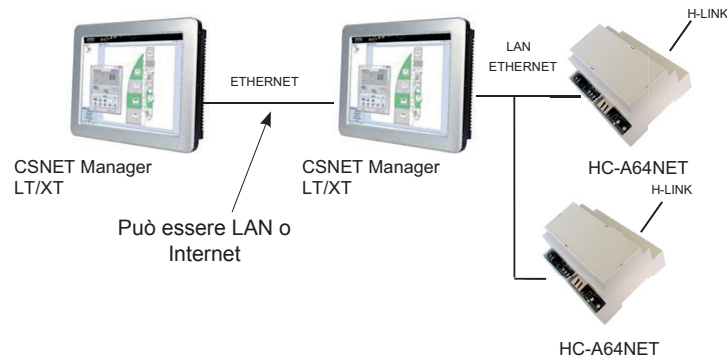 H-LINK
LAN
ETHERNET
ETHERNET
CSNET Manager
LT/XT
CSNET Manager
LT/XT
HC-A64NET
H-LINK
Può essere LAN o
Internet
HC-A64NET